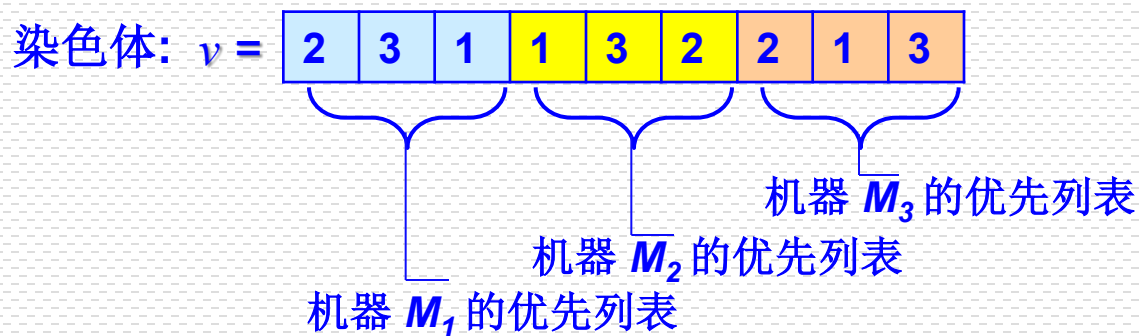 染色体: v = 2 3 1 1 3 2 2 1 3
机器 M3 的优先列表
机器 M2 的优先列表
机器 M1 的优先列表